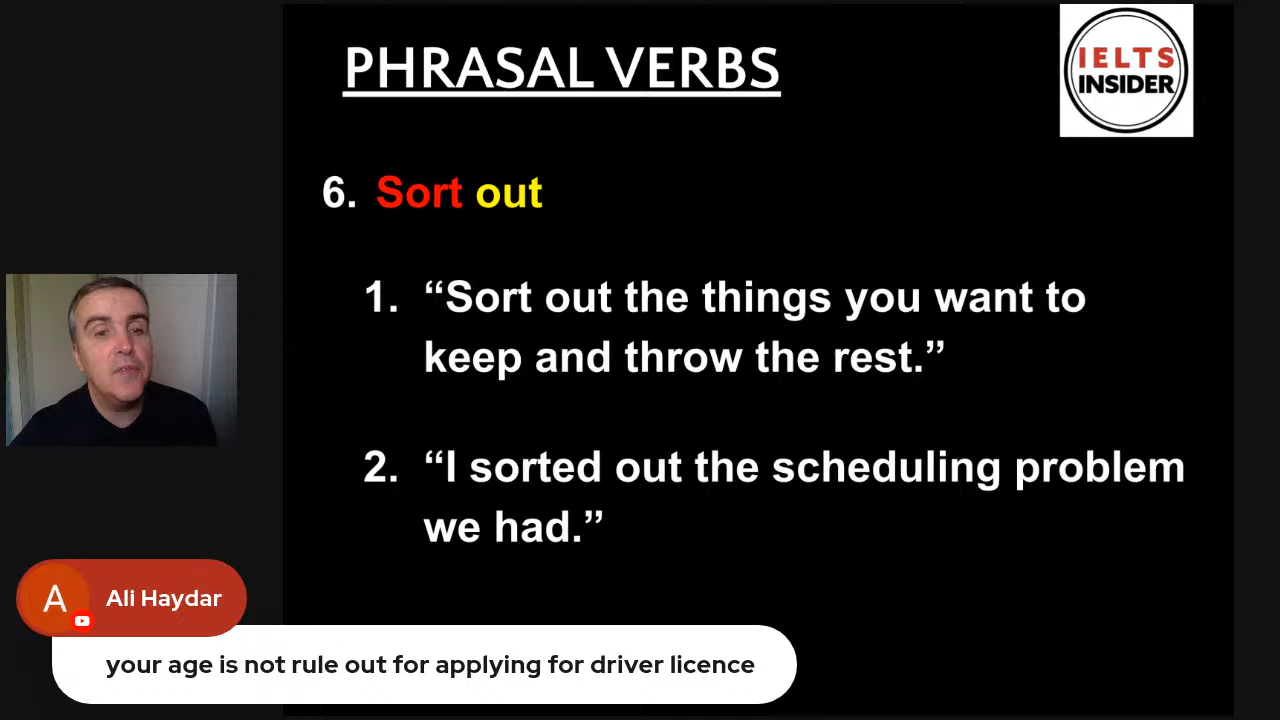 PHRASAL VERBS
IELTS
INSIDER
6. Sort out
1. “Sort out the things you want to
keep and throw the rest.”
2. “I sorted out the scheduling problem
we had.”
A
Ali Haydar
your age is not rule out for applying for driver licence